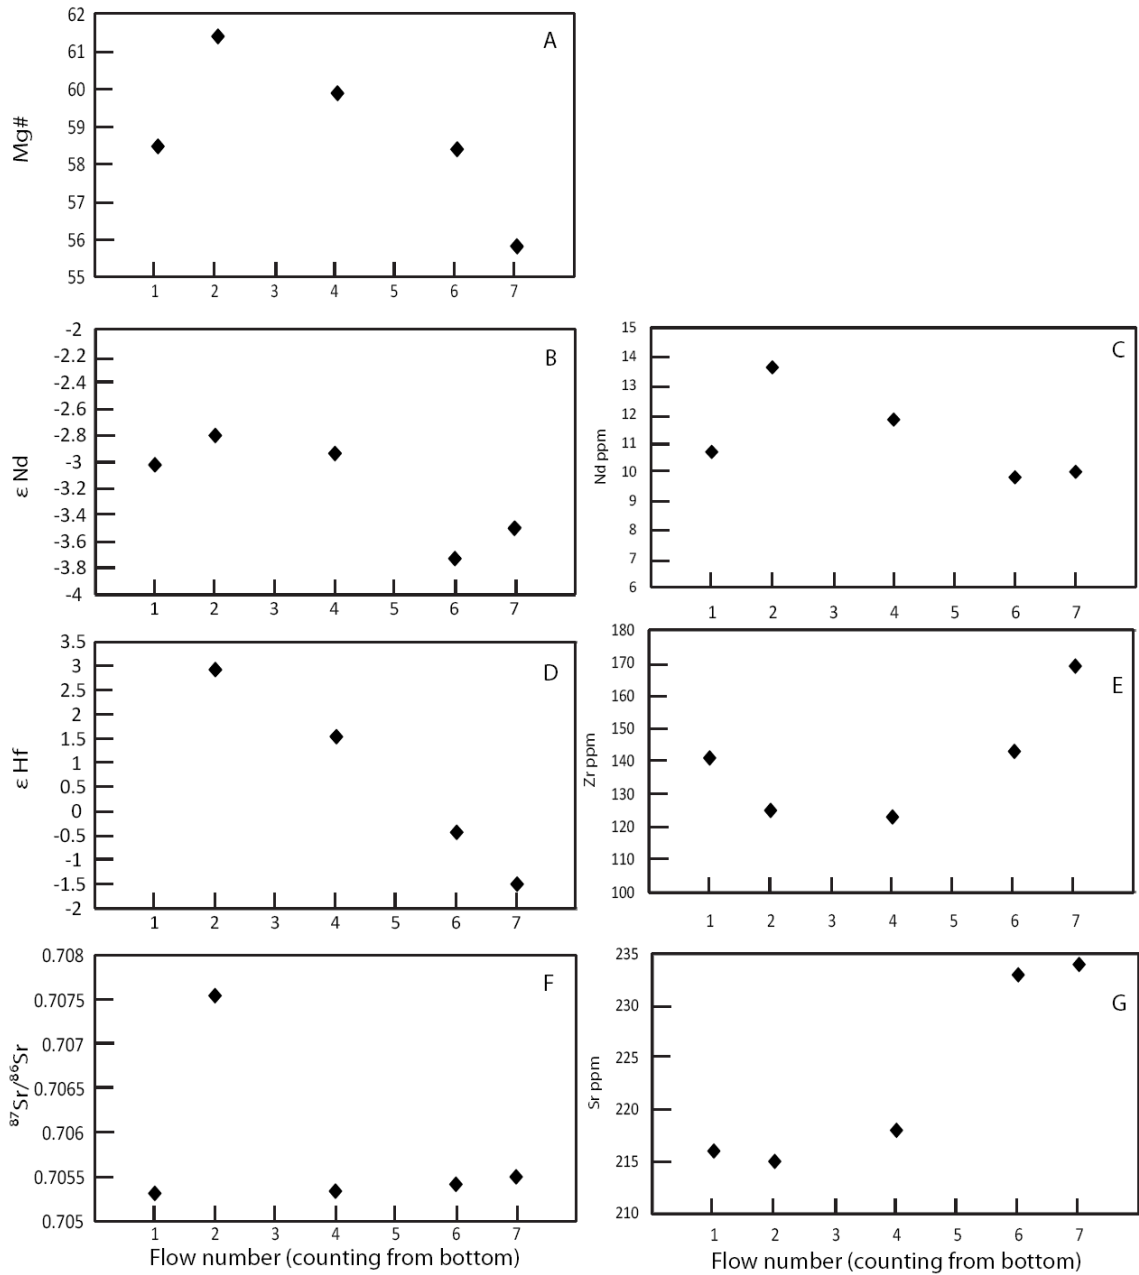 A
Mg#
62
61
60
59
58
57
56
55
1 2 3 4 5 6 7
B
ε Nd
-2
-2.2
-2.4
-2.6
-2.8
-3
-3.2
-3.4
-3.6
-3.8
-4
1 2 3 4 5 6 7
C
Nd ppm
15
14
13
12
11
10
9
8
7
6
1 2 3 4 5 6 7
D
ε Hf
3.5
3
2.5
2
1.5
1
0.5
0
-0.5
-1
-1.5
-2
1 2 3 4 5 6 7
E
Zr ppm
180
170
160
150
140
130
120
110
100
1 2 3 4 5 6 7
F
⁸⁷Sr/⁸⁶Sr
0.708
0.7075
0.707
0.7065
0.706
0.7055
0.705
1 2 3 4 5 6 7
Flow number (counting from bottom)
G
Sr ppm
235
230
225
220
215
210
1 2 3 4 5 6 7
Flow number (counting from bottom)